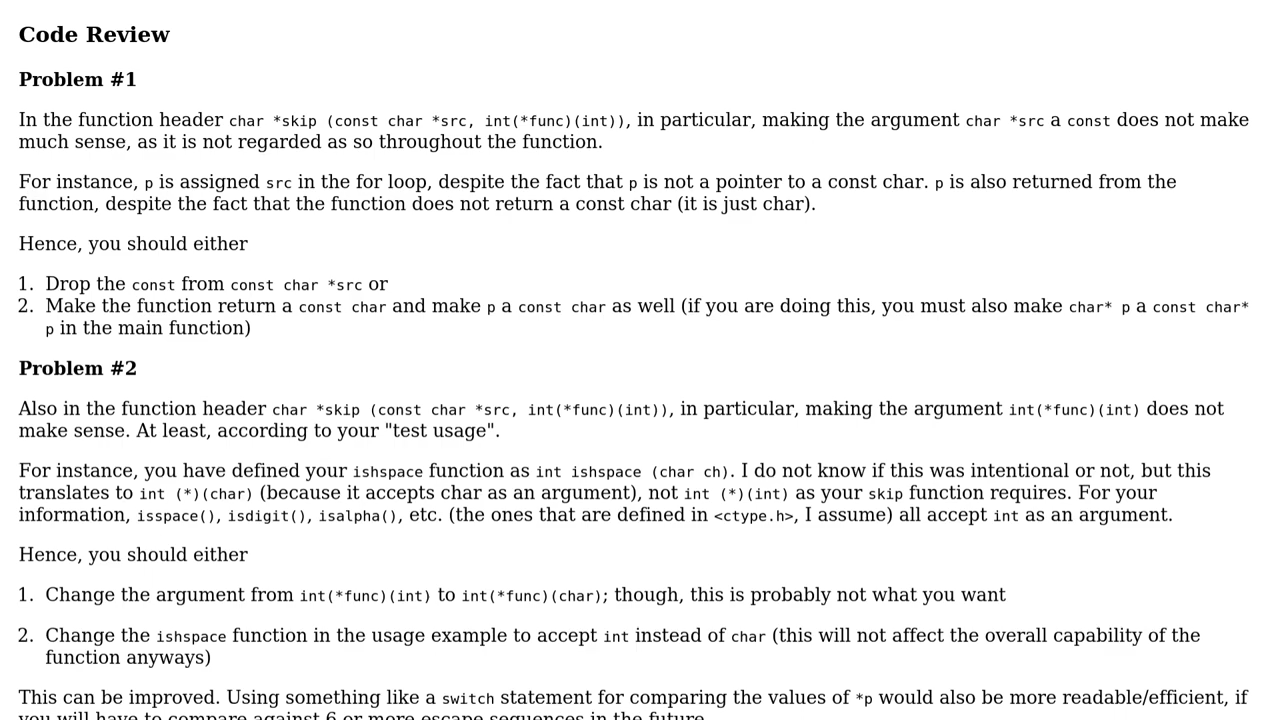 Code Review
Problem #1
In the function header char *skip (const char *src, int(*func)(int)), in particular, making the argument char *src a const does not make
much sense, as it is not regarded as so throughout the function.
For instance, p is assigned src in the for loop, despite the fact that p is not a pointer to a const char. p is also returned from the
function, despite the fact that the function does not return a const char (it is just char).
Hence, you should either
1. Drop the const from const char *src or
2. Make the function return a const char and make p a const char as well (if you are doing this, you must also make char* p a const char*
p in the main function)
Problem #2
Also in the function header char *skip (const char *src, int(*func)(int)), in particular, making the argument int(*func)(int) does not
make sense. At least, according to your "test usage".
For instance, you have defined your ishspace function as int ishspace (char ch). I do not know if this was intentional or not, but this
translates to int (*)(char) (because it accepts char as an argument), not int (*)(int) as your skip function requires. For your
information, isspace(), isdigit(), isalpha(), etc. (the ones that are defined in <ctype.h>, I assume) all accept int as an argument.
Hence, you should either
1. Change the argument from int(*func)(int) to int(*func)(char); though, this is probably not what you want
2. Change the ishspace function in the usage example to accept int instead of char (this will not affect the overall capability of the
function anyways)
This can be improved. Using something like a switch statement for comparing the values of *p would also be more readable/efficient, if
you will have to compare against 6 or more escape sequences in the future.